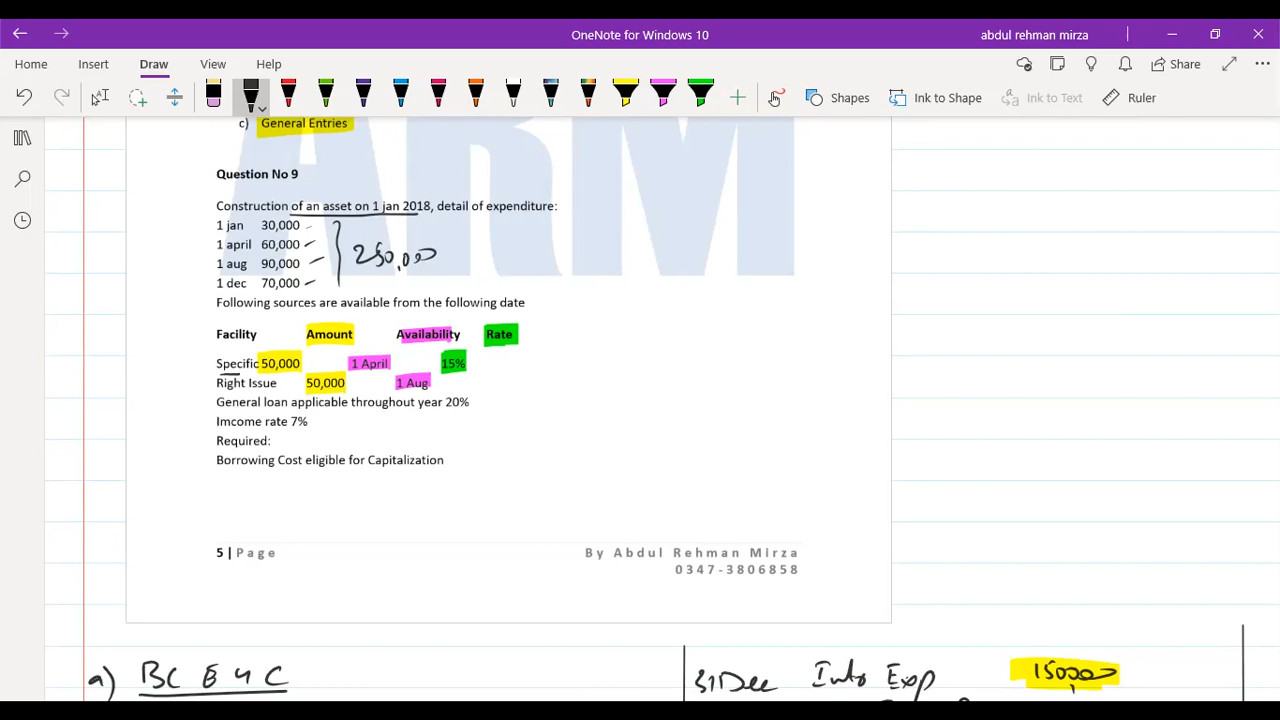 OneNote for Windows 10
abdul rehman mirza
Home Insert Draw View Help
Share
Shapes
Ink to Shape
Ink to Text
Ruler
ARM
c) General Entries
Question No 9
Construction of an asset on 1 jan 2018, detail of expenditure:
1 jan 30,000
1 april 60,000
1 aug 90,000
1 dec 70,000
250,000
Following sources are available from the following date
Facility Amount Availability Rate
Specific 50,000 1 April 15%
Right Issue 50,000 1 Aug
General loan applicable throughout year 20%
Imcome rate 7%
Required:
Borrowing Cost eligible for Capitalization
5 | Page
By Abdul Rehman Mirza
0347-3806858
a) BC E 4 C
31 Dec Into Exp 150000